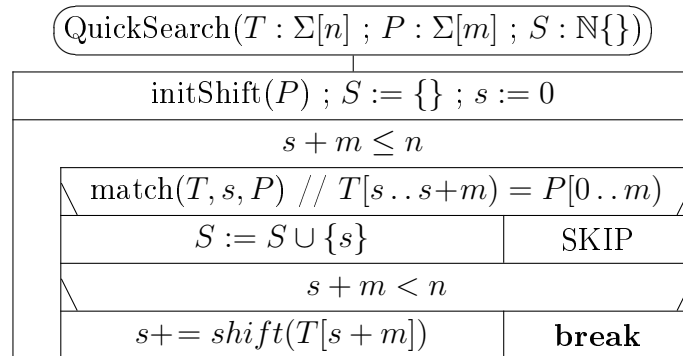 QuickSearch(T : Σ[n] ; P : Σ[m] ; S : ℕ{})
initShift(P) ; S := {} ; s := 0
s + m ≤ n
match(T, s, P) // T[s . . s+m) = P[0 . . m)
S := S ∪ {s} SKIP
s + m < n
s+ = shift(T[s + m]) break